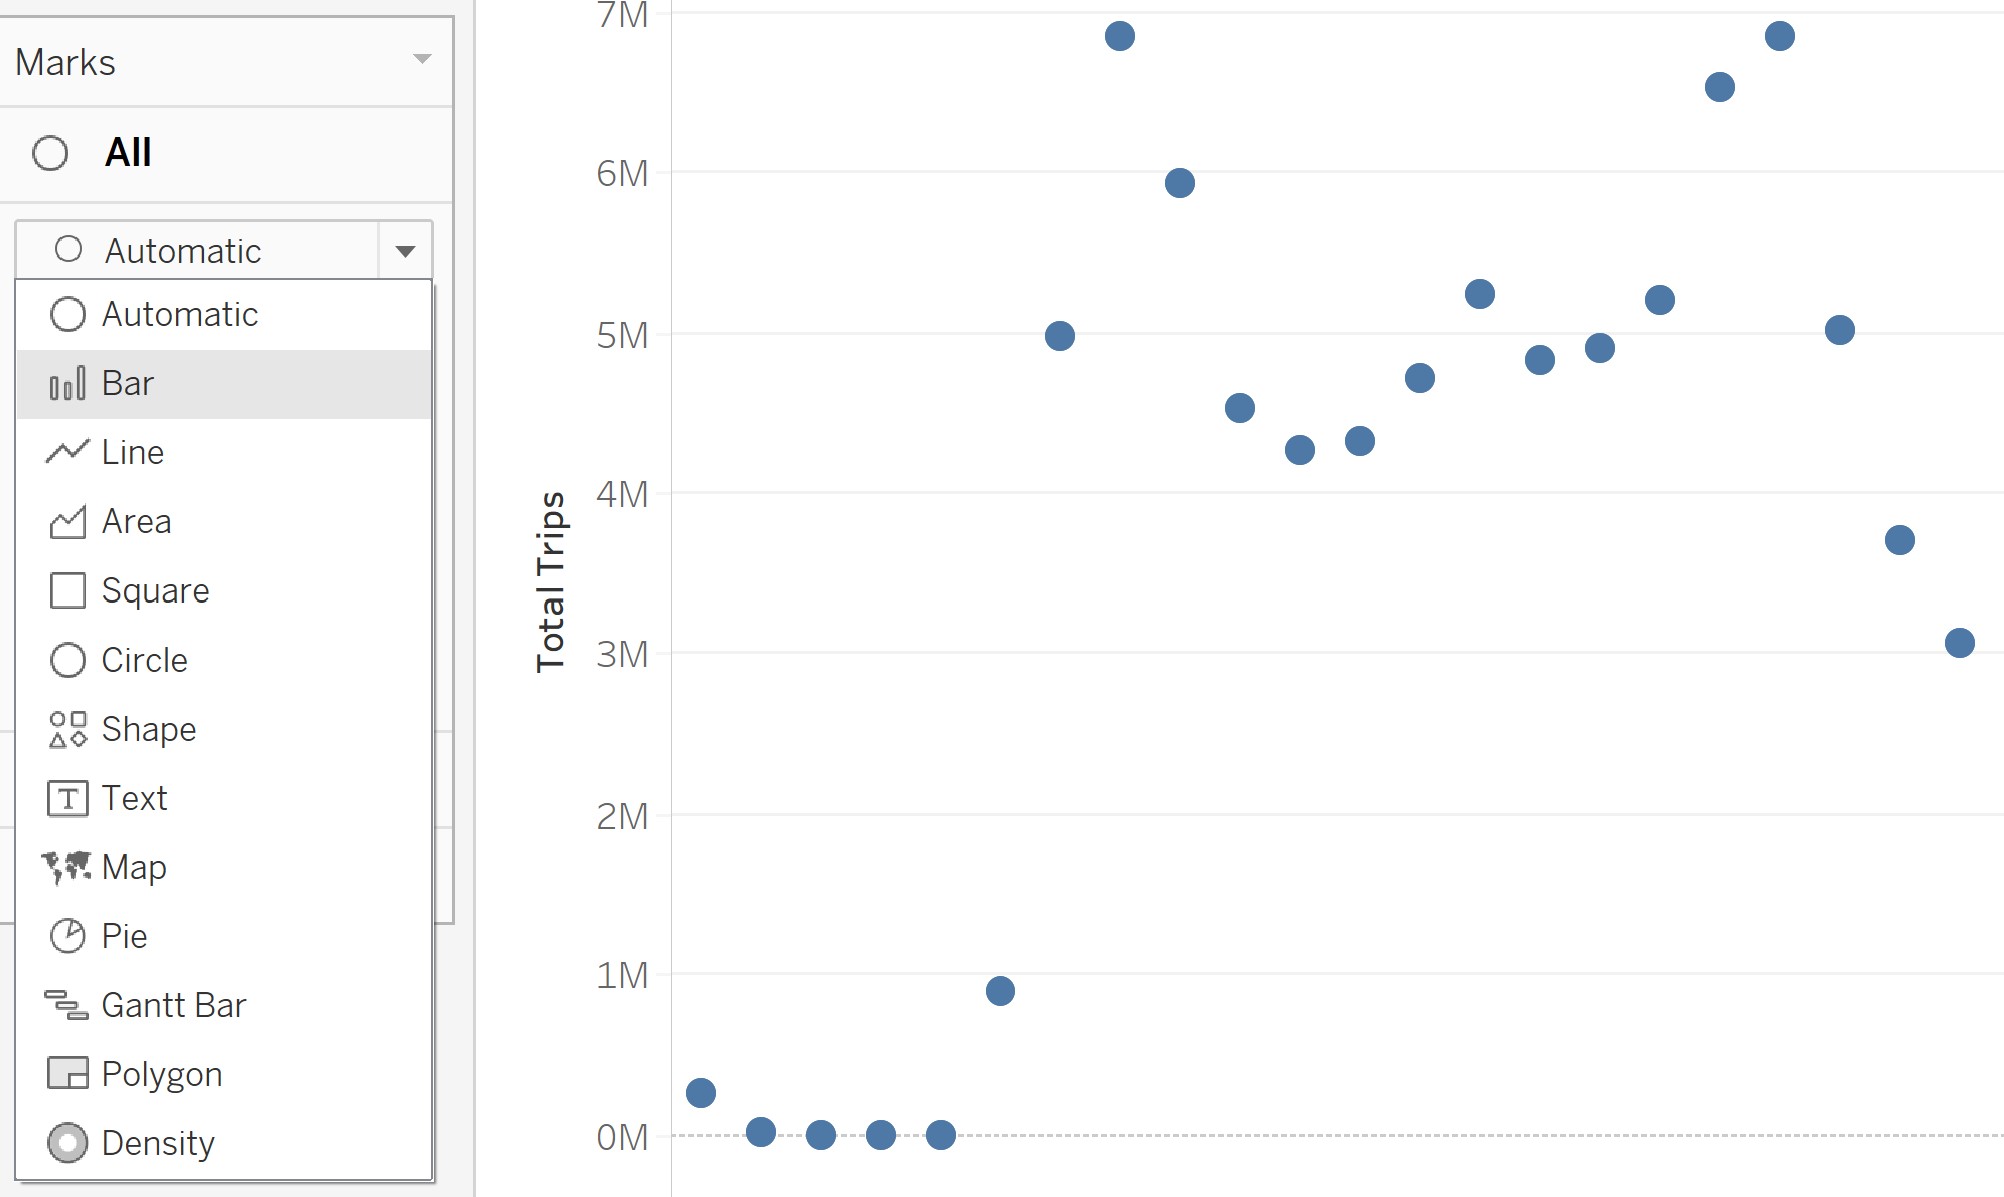 Marks
All
Automatic
Automatic
Bar
Line
Area
Square
Circle
Shape
T Text
Map
Pie
Gantt Bar
Polygon
Density
Total Trips
7M
6M
5M
4M
3M
2M
1M
0M